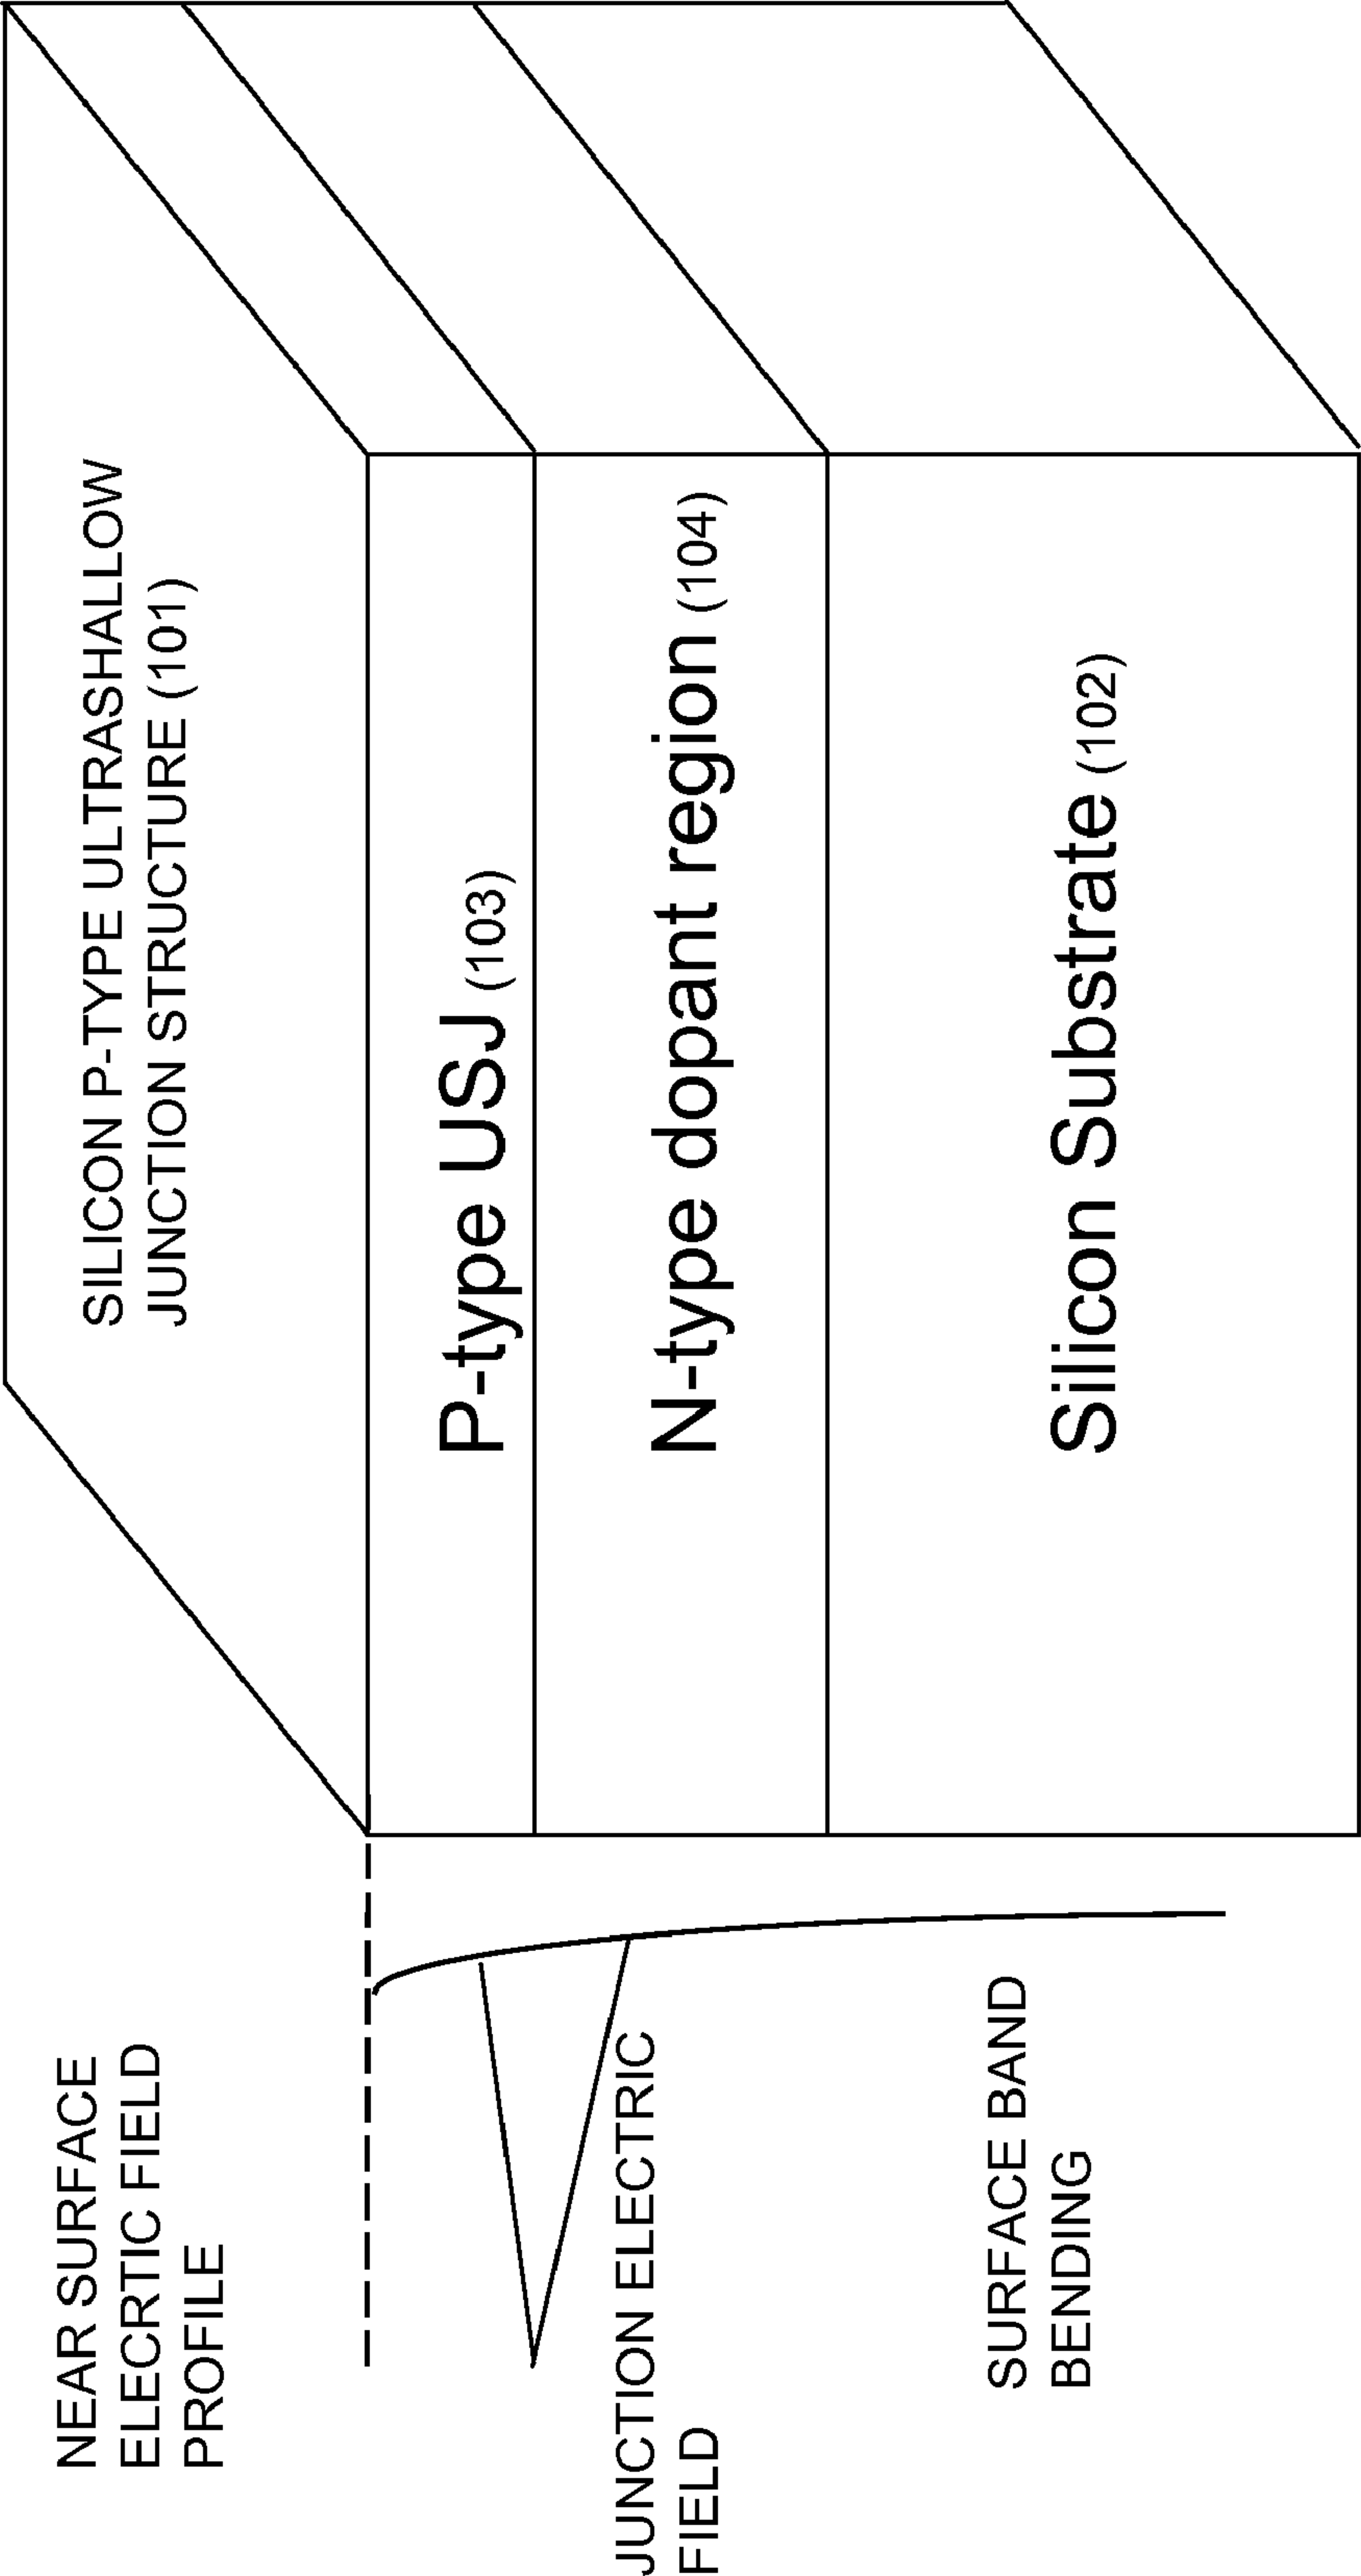 SILICON P-TYPE ULTRASHALLOW
JUNCTION STRUCTURE (101)
P-type USJ (103)
N-type dopant region (104)
Silicon Substrate (102)
NEAR SURFACE
ELECRTIC FIELD
PROFILE
JUNCTION ELECTRIC
FIELD
SURFACE BAND
BENDING